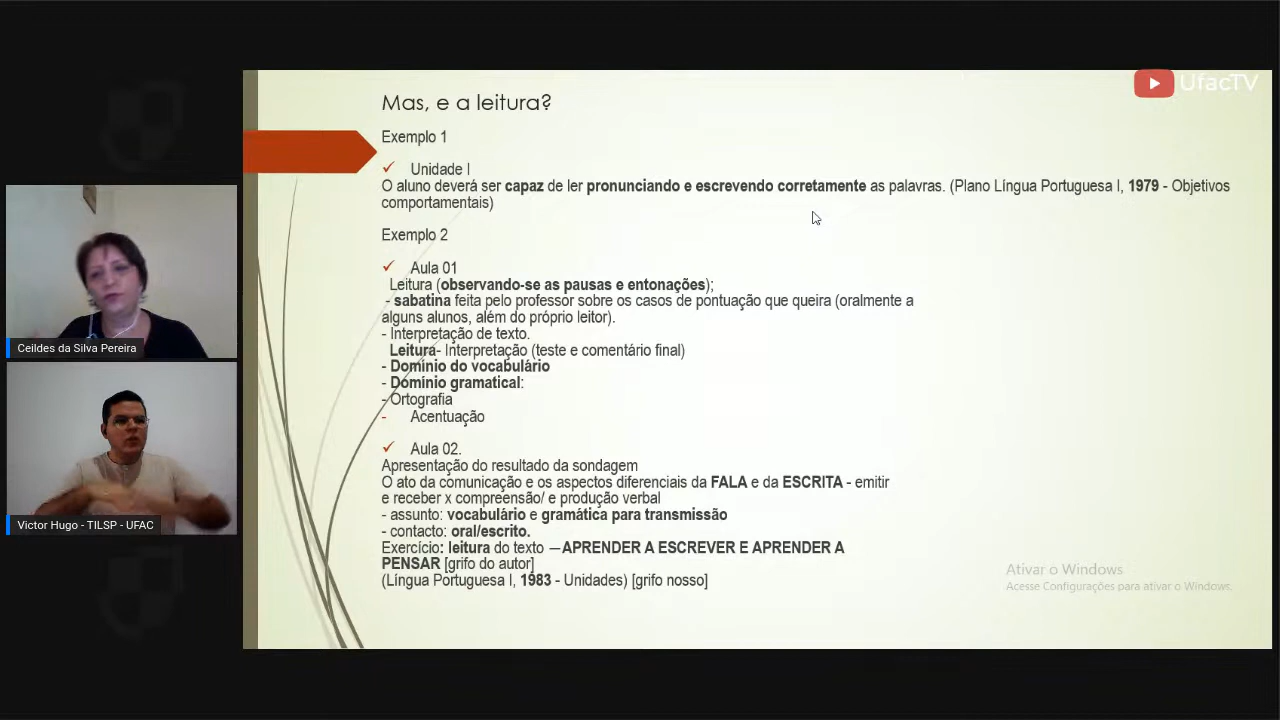 UfacTV
Mas, e a leitura?
Exemplo 1
Unidade I
O aluno deverá ser capaz de ler pronunciando e escrevendo corretamente as palavras. (Plano Língua Portuguesa I, 1979 - Objetivos
comportamentais)
Exemplo 2
Aula 01
Leitura (observando-se as pausas e entonações);
- sabatina feita pelo professor sobre os casos de pontuação que queira (oralmente a
alguns alunos, além do próprio leitor).
- Interpretação de texto.
Leitura- Interpretação (teste e comentário final)
- Domínio do vocabulário
- Domínio gramatical:
- Ortografia
- Acentuação
Aula 02.
Apresentação do resultado da sondagem
O ato da comunicação e os aspectos diferenciais da FALA e da ESCRITA - emitir
e receber x compreensão/ e produção verbal
- assunto: vocabulário e gramática para transmissão
- contacto: oral/escrito.
Exercício: leitura do texto —APRENDER A ESCREVER E APRENDER A
PENSAR [grifo do autor]
(Língua Portuguesa I, 1983 - Unidades) [grifo nosso]
Ceildes da Silva Pereira
Victor Hugo - TILSP - UFAC
Ativar o Windows
Acesse Configurações para ativar o Windows.